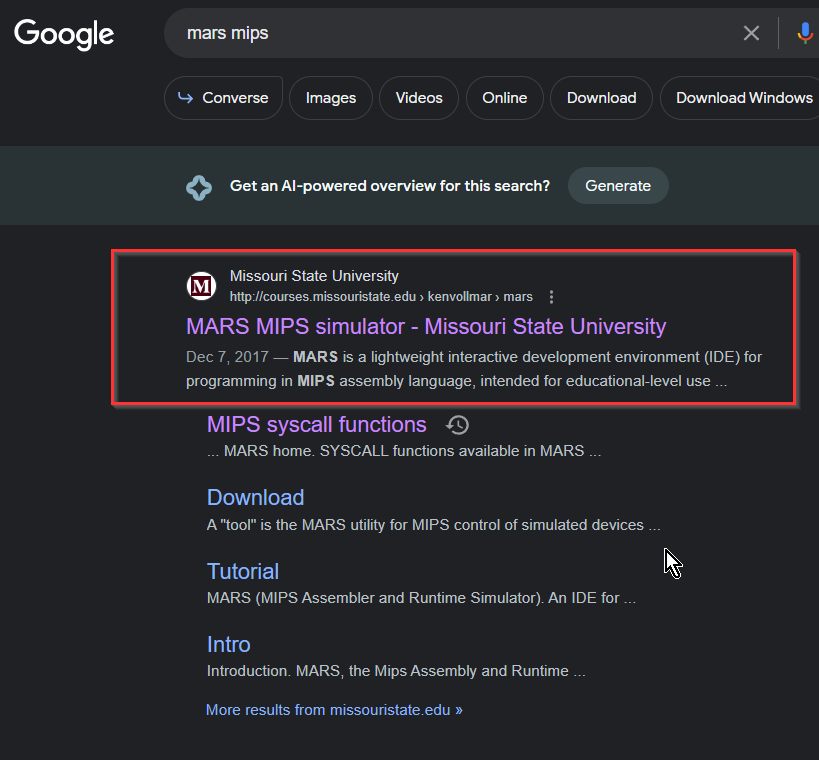 Google
mars mips
Converse
Images
Videos
Online
Download
Download Windows
Get an AI-powered overview for this search?
Generate
M
Missouri State University
http://courses.missouristate.edu › kenvollmar › mars
MARS MIPS simulator - Missouri State University
Dec 7, 2017 — MARS is a lightweight interactive development environment (IDE) for
programming in MIPS assembly language, intended for educational-level use ...
MIPS syscall functions
... MARS home. SYSCALL functions available in MARS ...
Download
A "tool" is the MARS utility for MIPS control of simulated devices ...
Tutorial
MARS (MIPS Assembler and Runtime Simulator). An IDE for ...
Intro
Introduction. MARS, the Mips Assembly and Runtime ...
More results from missouristate.edu »